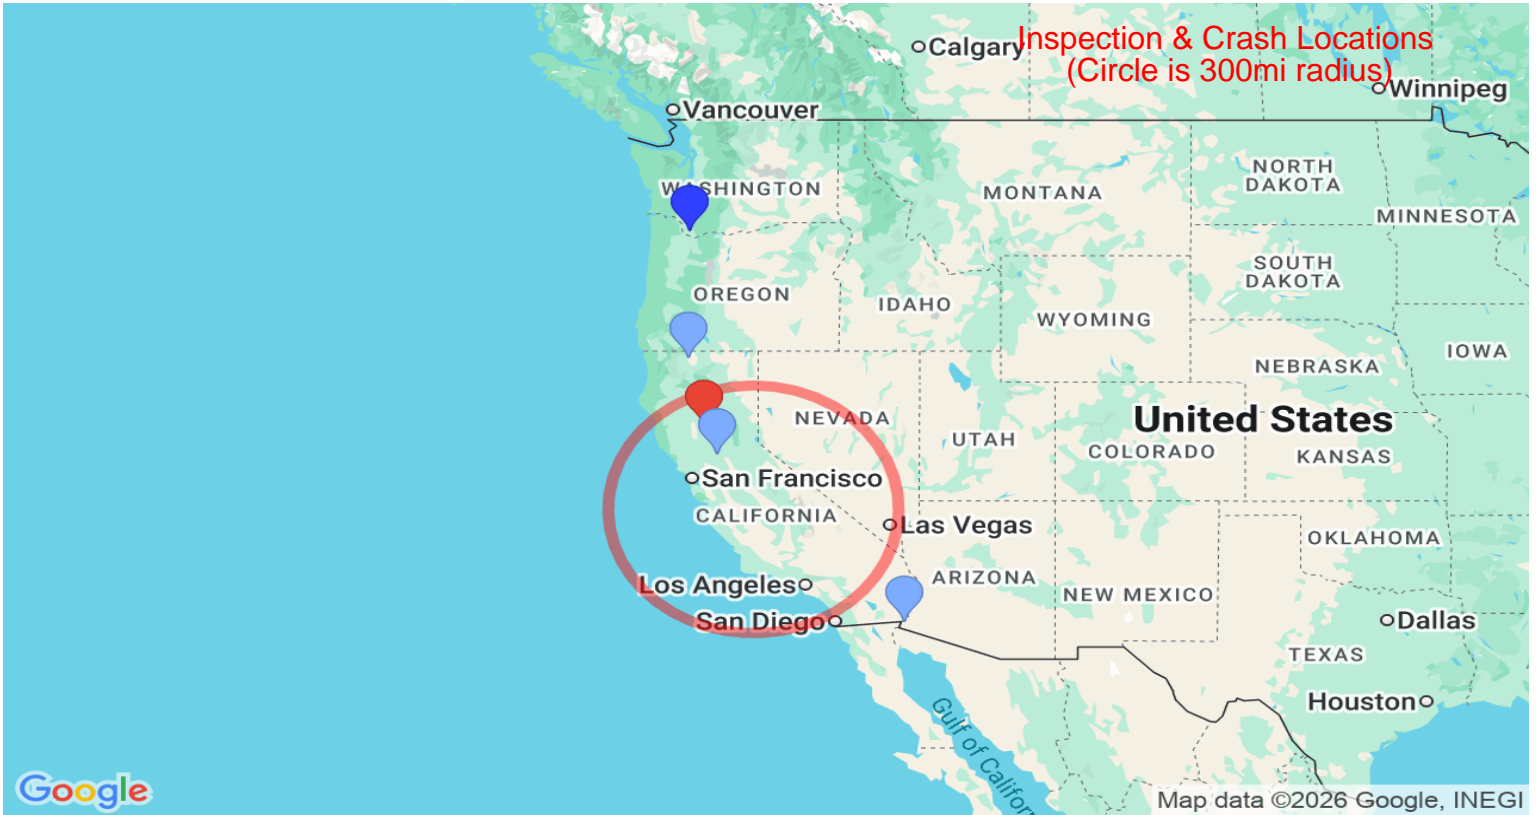 Calgary
Inspection & Crash Locations
(Circle is 300mi radius)
Winnipeg
Vancouver
WASHINGTON
MONTANA
NORTH
DAKOTA
MINNESOTA
SOUTH
DAKOTA
OREGON
IDAHO
WYOMING
IOWA
NEBRASKA
NEVADA
United States
UTAH
COLORADO
KANSAS
San Francisco
CALIFORNIA
Las Vegas
OKLAHOMA
Los Angeles
ARIZONA
NEW MEXICO
San Diego
Dallas
TEXAS
Houston
Gulf of Califor
Google
Map data ©2026 Google, INEGI